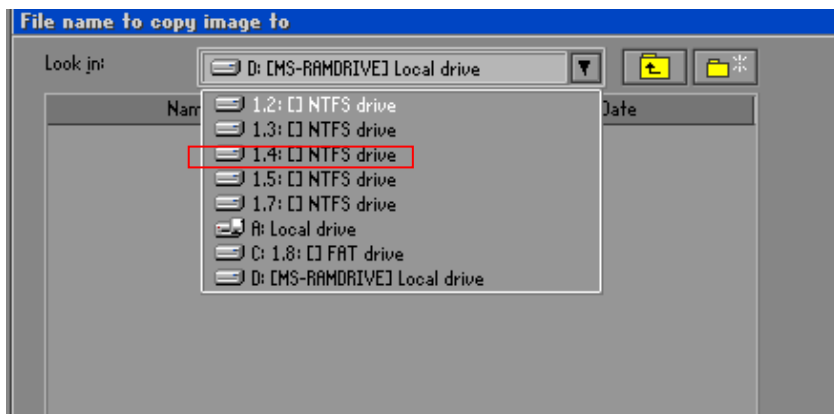 File name to copy image to
Look in:
D: [MS-RAMDRIVE] Local drive
Nam
Date
1.2: [] NTFS drive
1.3: [] NTFS drive
1.4: [] NTFS drive
1.5: [] NTFS drive
1.7: [] NTFS drive
A: Local drive
C: 1.8: [] FAT drive
D: [MS-RAMDRIVE] Local drive